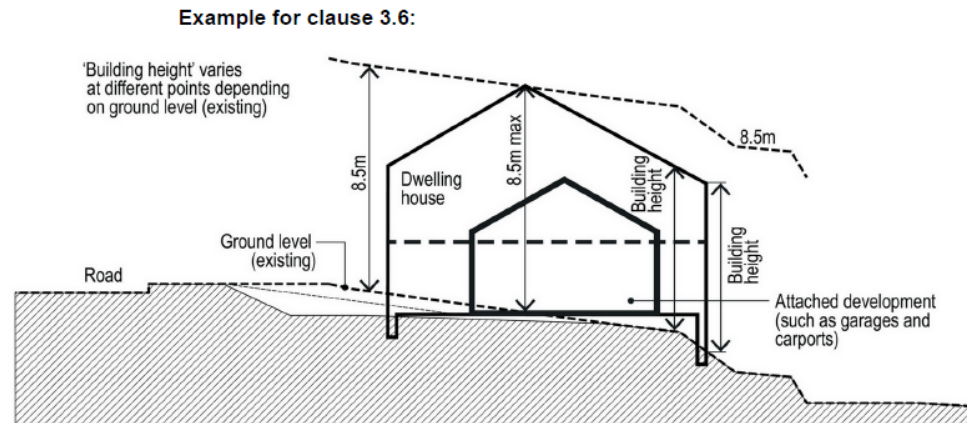 Example for clause 3.6:
'Building height' varies
at different points depending
on ground level (existing)
8.5m
8.5m
8.5m max
Dwelling
house
Building
height
Building
height
Ground level
(existing)
Road
Attached development
(such as garages and
carports)